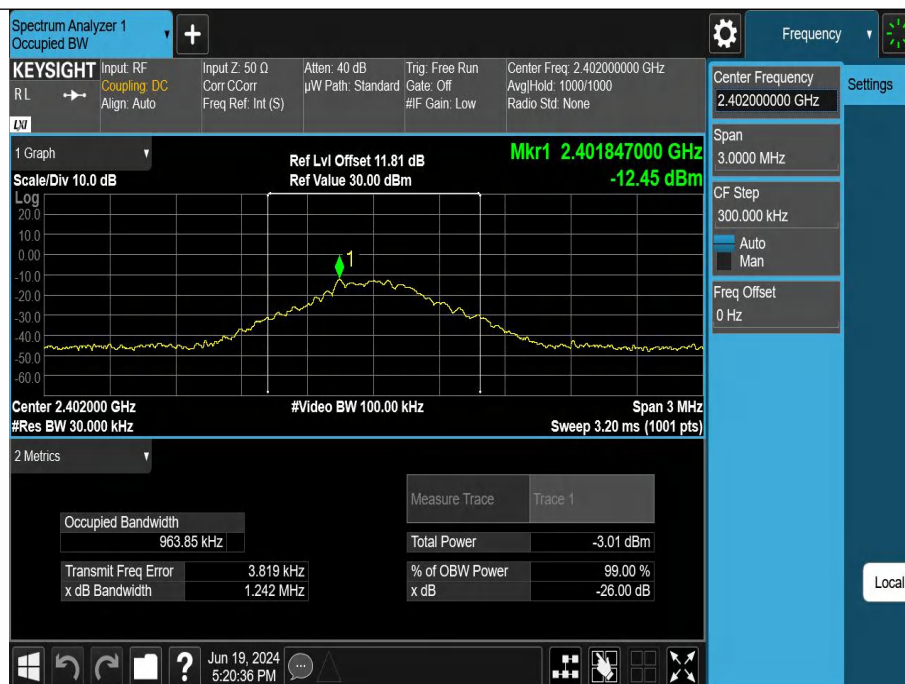 Spectrum Analyzer 1
Occupied BW
Frequency
KEYSIGHT
RL
LXI
Input: RF
Coupling: DC
Align: Auto
Input Z: 50 Ω
Corr CCorr
Freq Ref: Int (S)
Atten: 40 dB
µW Path: Standard
Trig: Free Run
Gate: Off
#IF Gain: Low
Center Freq: 2.402000000 GHz
Avg|Hold: 1000/1000
Radio Std: None
Center Frequency
2.402000000 GHz
Settings
Span
3.0000 MHz
CF Step
300.000 kHz
Auto
Man
Freq Offset
0 Hz
Local
1 Graph
Scale/Div 10.0 dB
Ref Lvl Offset 11.81 dB
Ref Value 30.00 dBm
Mkr1 2.401847000 GHz
-12.45 dBm
Log
20.0
10.0
0.00
-10.0
-20.0
-30.0
-40.0
-50.0
-60.0
1
Center 2.402000 GHz
#Res BW 30.000 kHz
#Video BW 100.00 kHz
Span 3 MHz
Sweep 3.20 ms (1001 pts)
2 Metrics
Measure Trace Trace 1
Occupied Bandwidth
963.85 kHz
Total Power -3.01 dBm
Transmit Freq Error 3.819 kHz
% of OBW Power 99.00 %
x dB Bandwidth 1.242 MHz
x dB -26.00 dB
?
Jun 19, 2024
5:20:36 PM